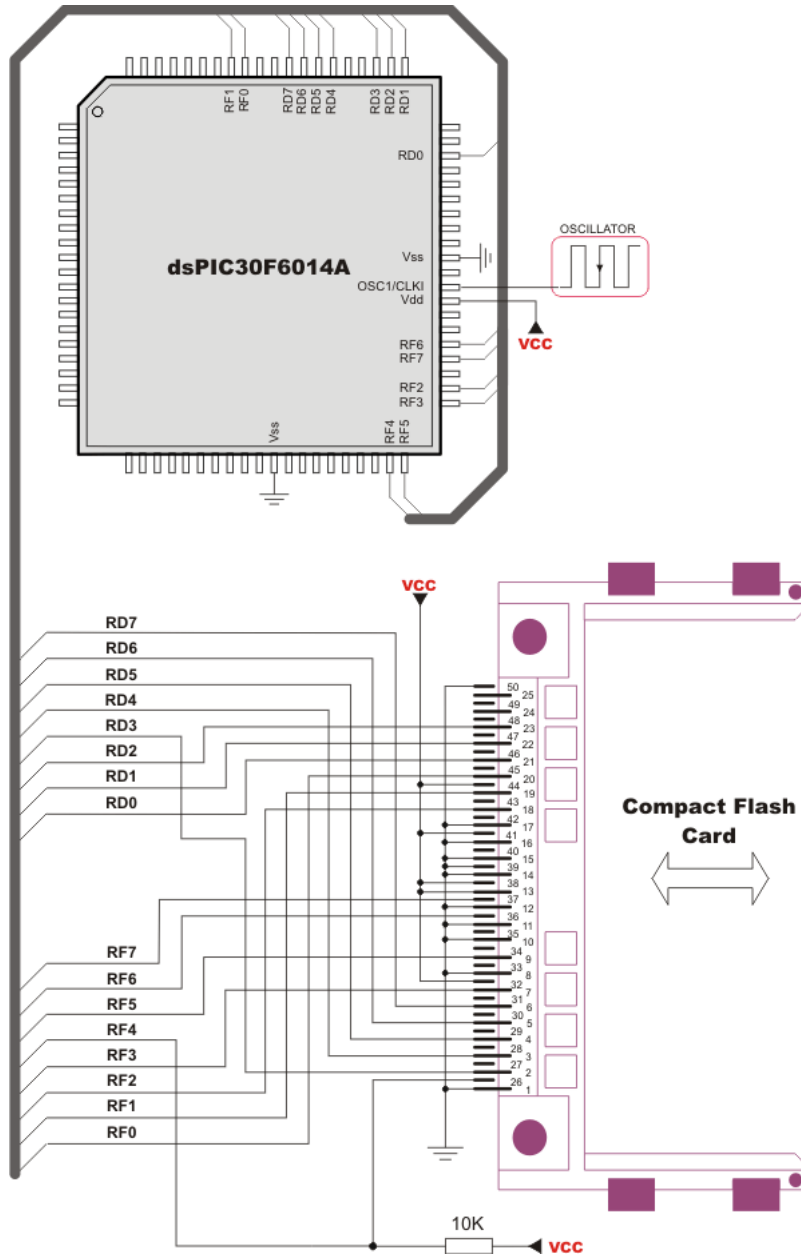 RF1 RF0 RD7 RD6 RD5 RD4 RD3 RD2 RD1
RD0
OSCILLATOR
Vss
dsPIC30F6014A
OSC1/CLKI
Vdd
VCC
RF6
RF7
RF2
RF3
Vss RF4 RF5
VCC
RD7
RD6
RD5
RD4
RD3
RD2
RD1
RD0
50
25
49
24
48
23
47
22
46
21
45
20
44
19
43
18
42
17
41
16
40
15
39
14
38
13
37
12
36
11
35
10
34
9
33
8
32
7
31
6
30
5
29
4
28
3
27
2
26
1
Compact Flash
Card
RF7
RF6
RF5
RF4
RF3
RF2
RF1
RF0
10K
VCC